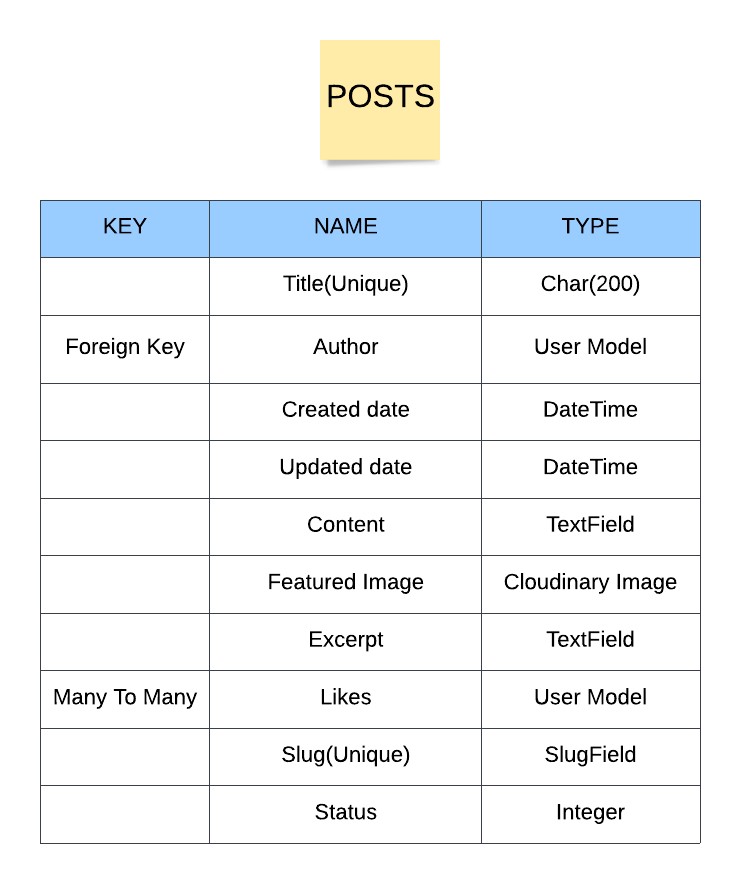 POSTS
KEY NAME TYPE
Title(Unique) Char(200)
Foreign Key Author User Model
Created date DateTime
Updated date DateTime
Content TextField
Featured Image Cloudinary Image
Excerpt TextField
Many To Many Likes User Model
Slug(Unique) SlugField
Status Integer